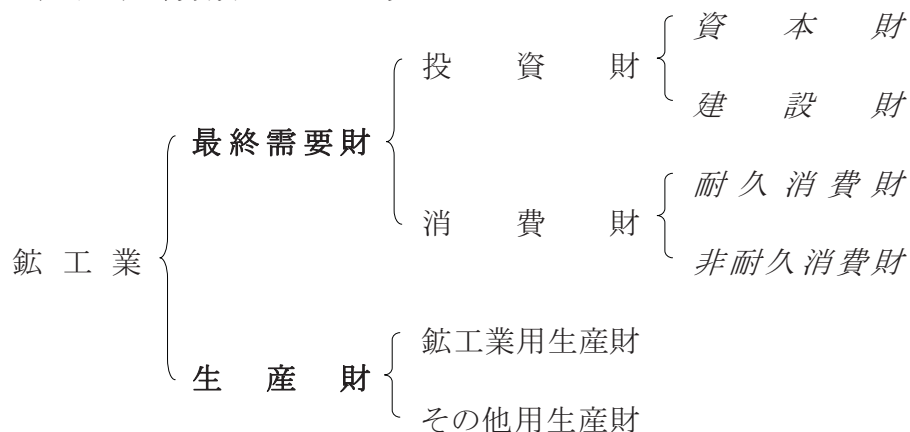 資本財
投資財
建設財
最終需要財
耐久消費財
消費財
非耐久消費財
鉱工業
鉱工業用生産財
生産財
その他用生産財